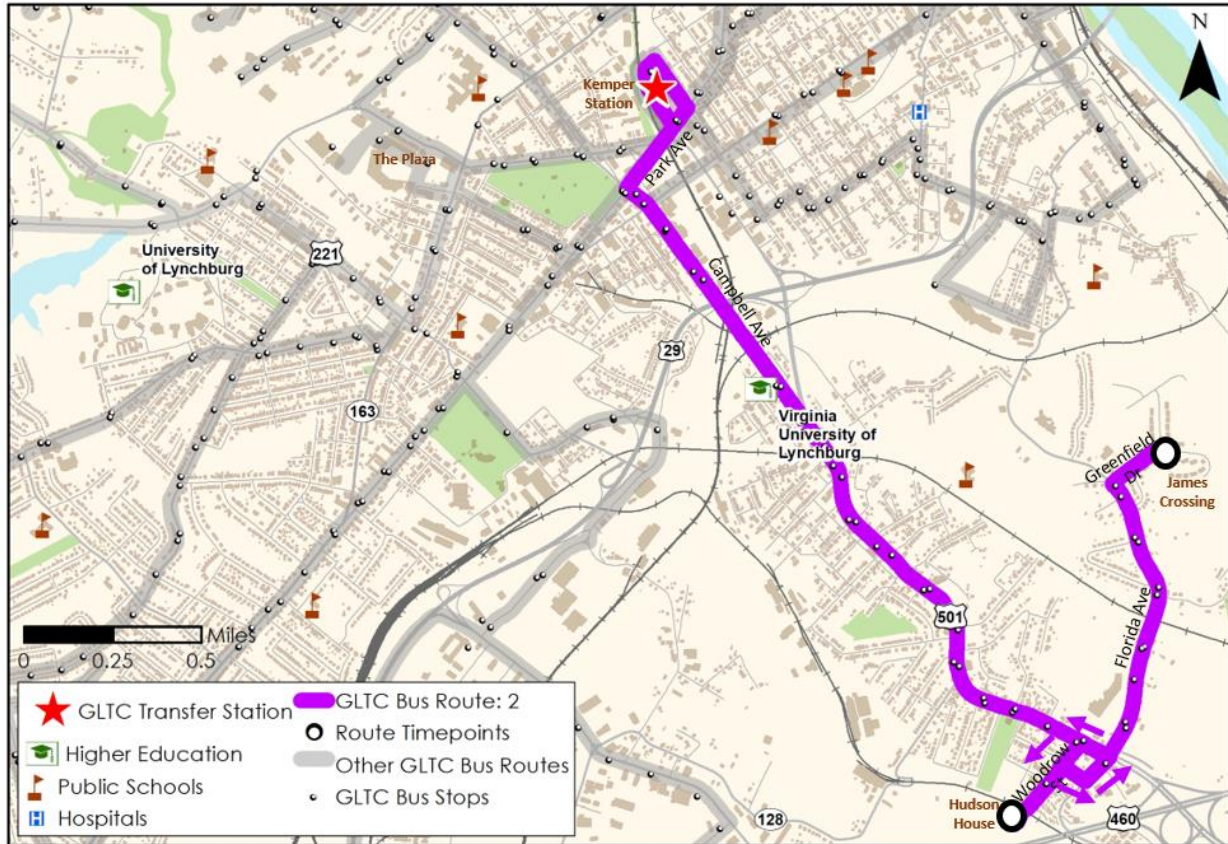 N
Kemper
Station
H
The Plaza
Park Ave
University
of Lynchburg
221
Campbell Ave
29
163
Virginia
University of
Lynchburg
Greenfield
Dr
James
Crossing
501
Florida Ave
Miles
0 0.25 0.5
Woodrow
St
Hudson
House
460
128
GLTC Transfer Station
Higher Education
Public Schools
H Hospitals
GLTC Bus Route: 2
Route Timepoints
Other GLTC Bus Routes
GLTC Bus Stops